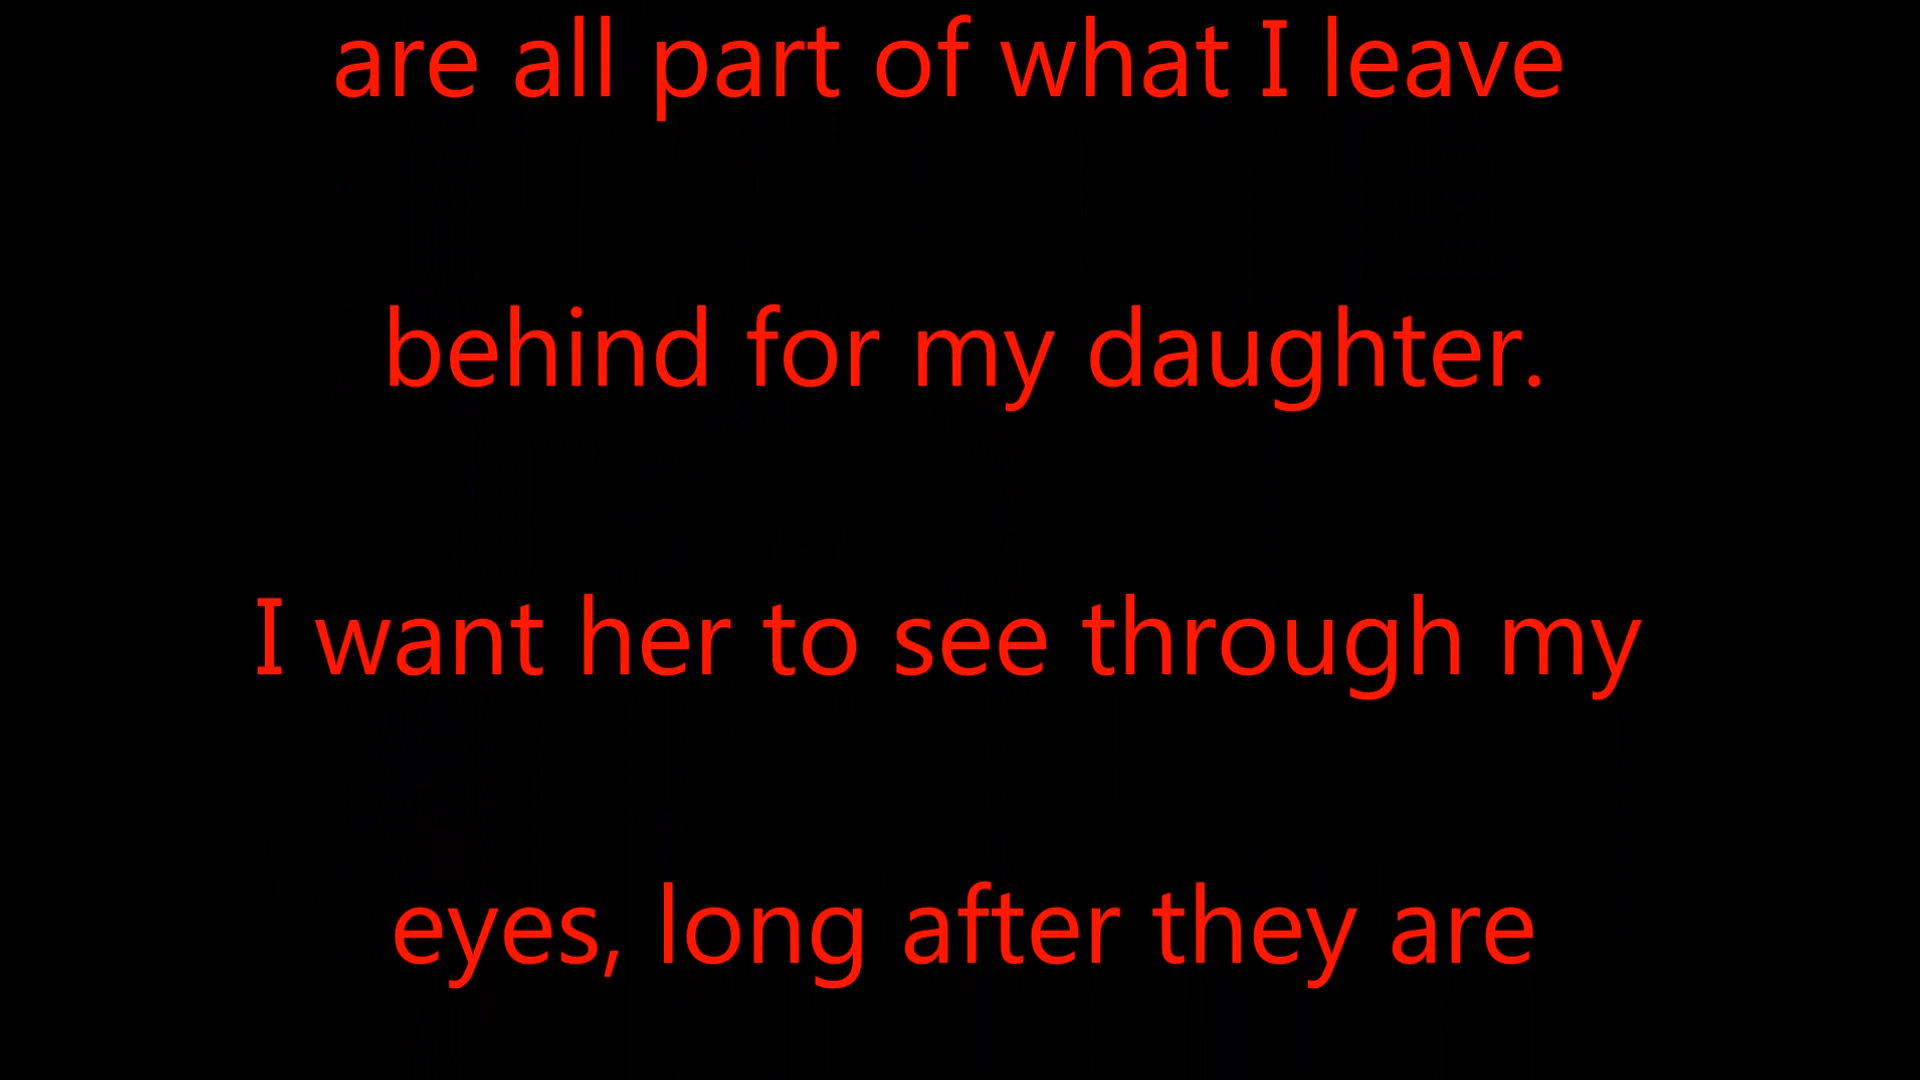 are all part of what I leave
behind for my daughter.
I want her to see through my
eyes, long after they are